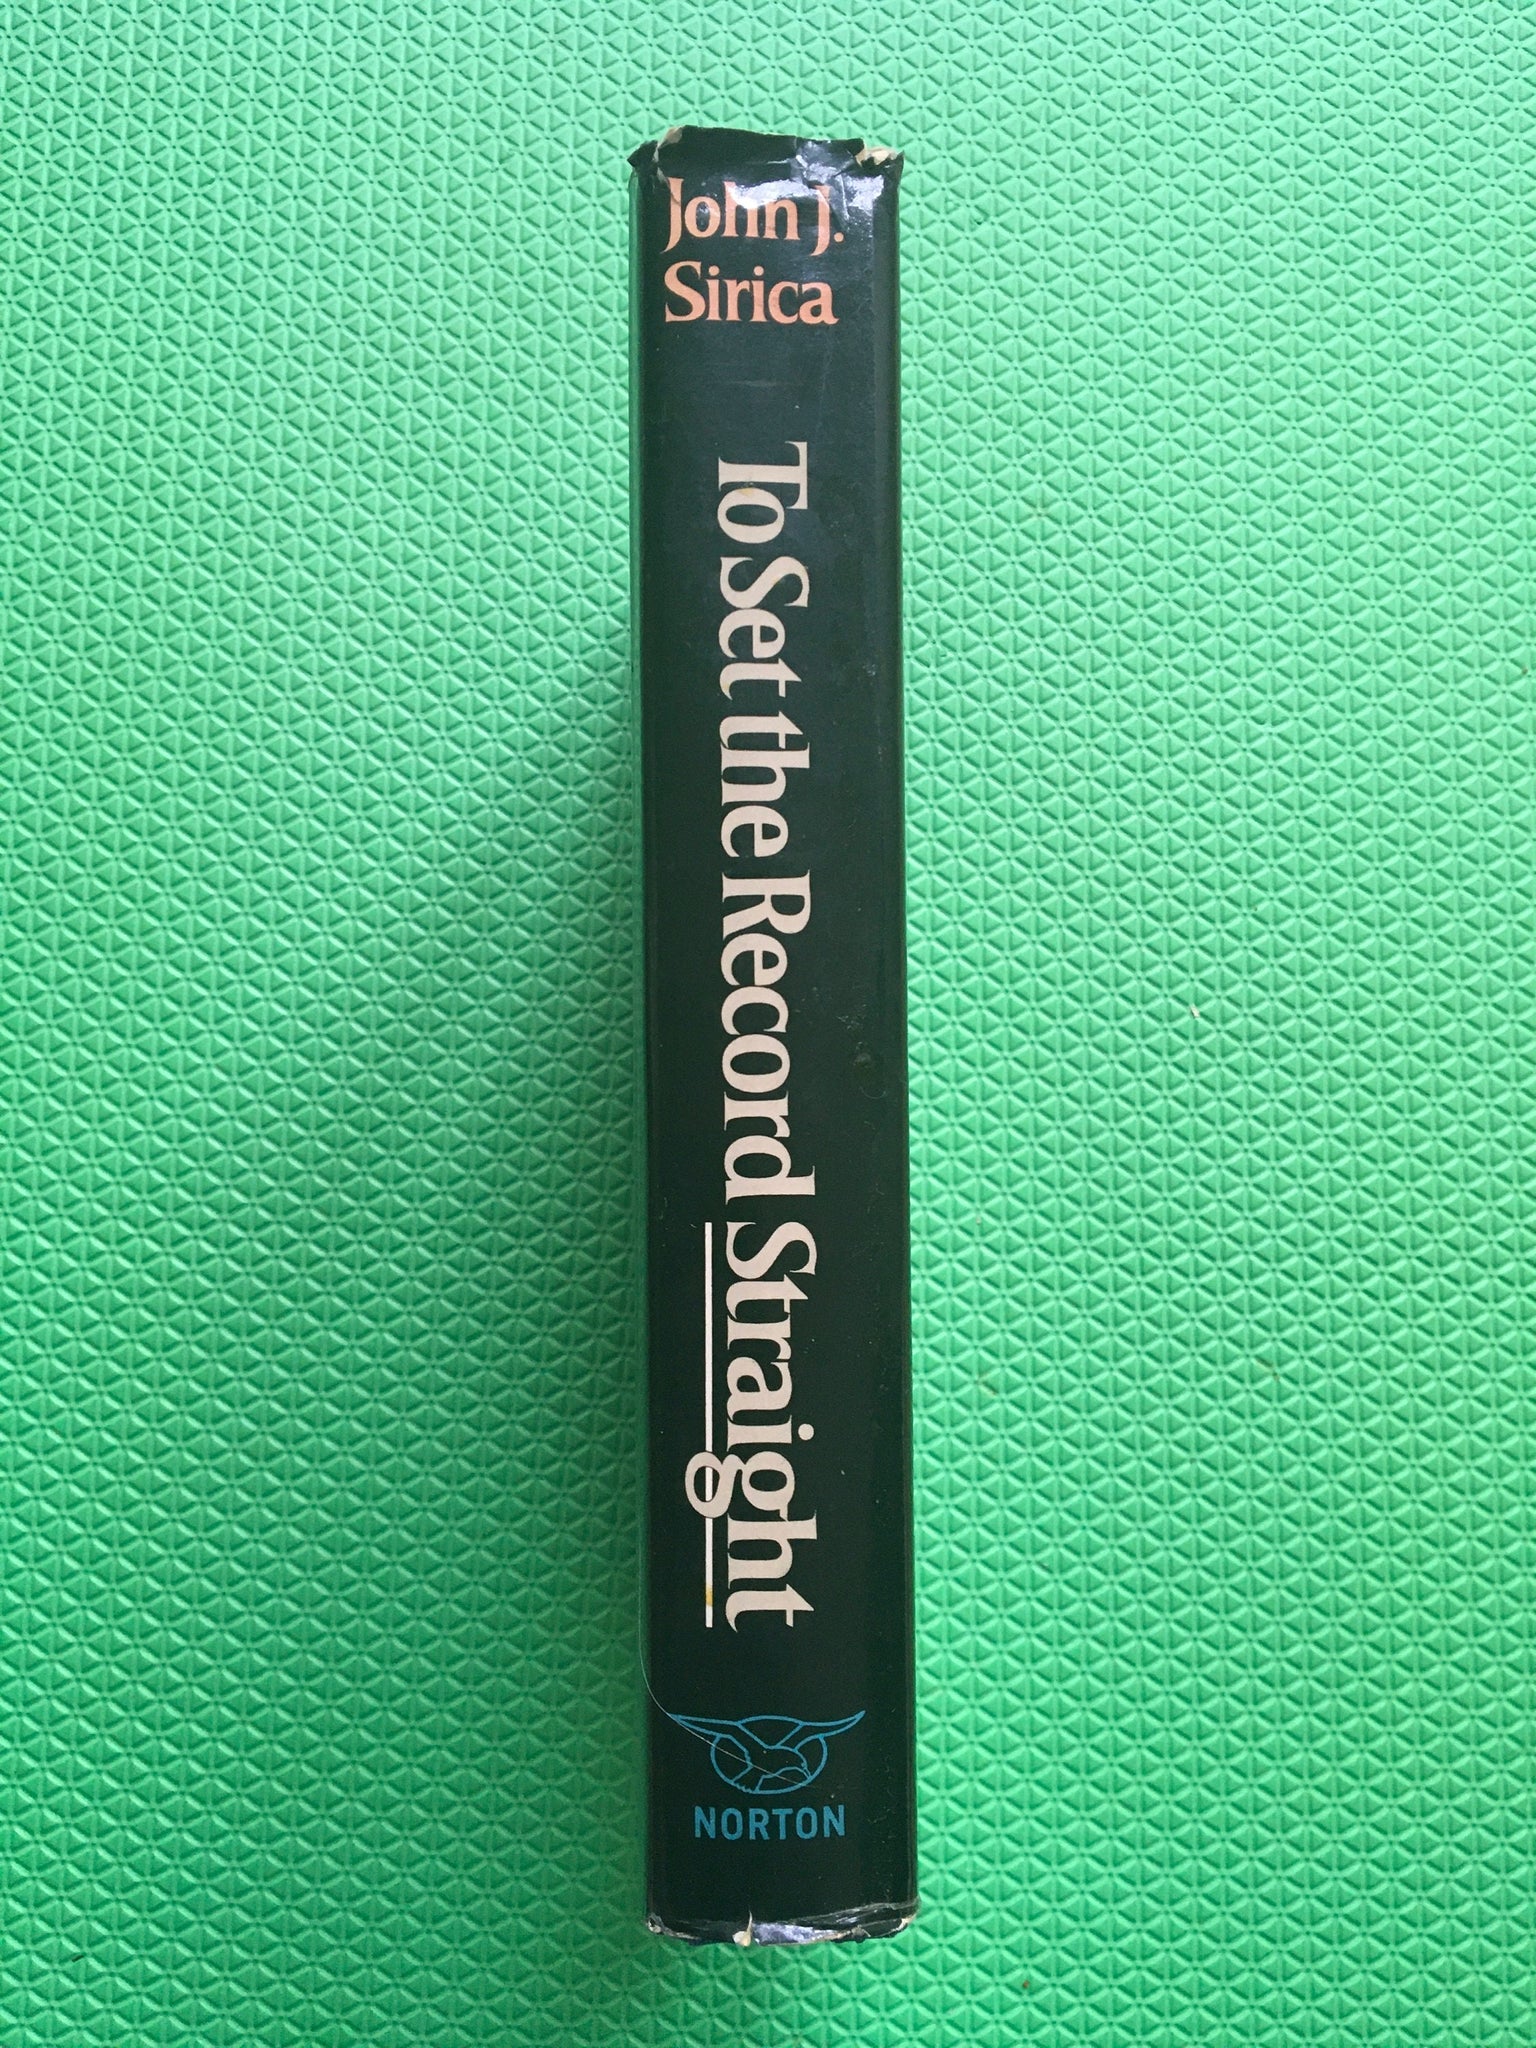 John J.
Sirica
To Set the Record Straight
NORTON